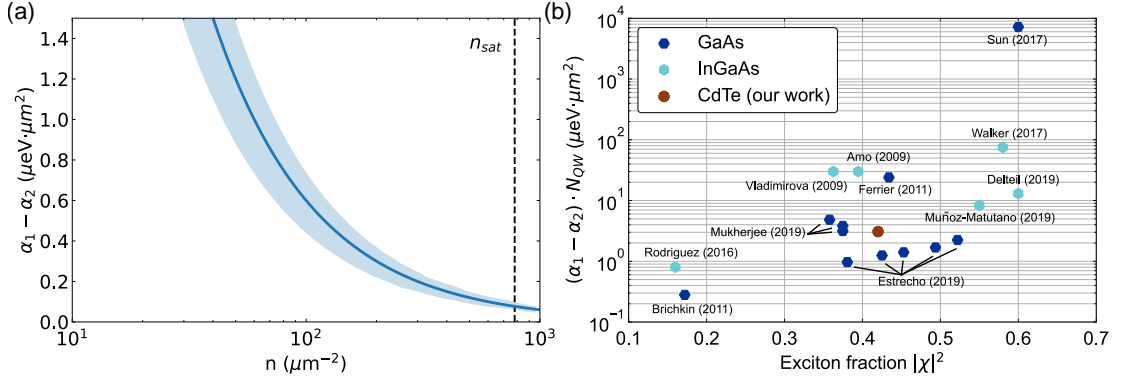 (a)
1.4
1.2
1.0
0.8
0.6
0.4
0.2
0.0
α₁ − α₂ (μeV·μm²)
n_sat
10¹
10²
10³
n (μm⁻²)
(b)
10⁴
10³
10²
10¹
10⁰
10⁻¹
(α₁ − α₂) · N_QW (μeV·μm²)
GaAs
InGaAs
CdTe (our work)
Sun (2017)
Walker (2017)
Amo (2009)
Vladimirova (2009)
Ferrier (2011)
Delteil (2019)
Muñoz-Matutano (2019)
Mukherjee (2019)
Rodriguez (2016)
Estrecho (2019)
Brichkin (2011)
0.1
0.2
0.3
0.4
0.5
0.6
0.7
Exciton fraction |χ|²